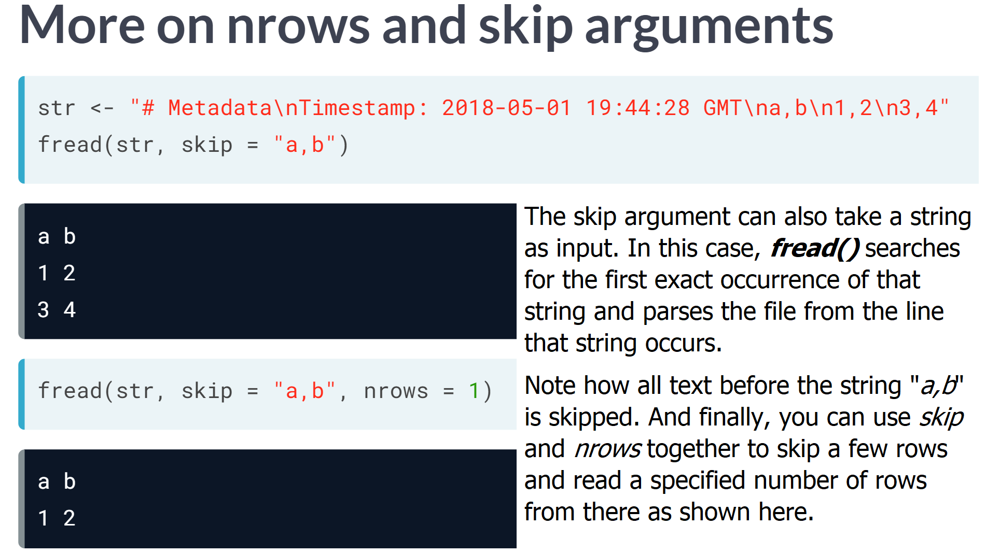 More on nrows and skip arguments
str <- "# Metadata\nTimestamp: 2018-05-01 19:44:28 GMT\na,b\n1,2\n3,4"
fread(str, skip = "a,b")
a b
1 2
3 4
The skip argument can also take a string
as input. In this case, fread() searches
for the first exact occurrence of that
string and parses the file from the line
that string occurs.
fread(str, skip = "a,b", nrows = 1)
a b
1 2
Note how all text before the string "a,b"
is skipped. And finally, you can use skip
and nrows together to skip a few rows
and read a specified number of rows
from there as shown here.